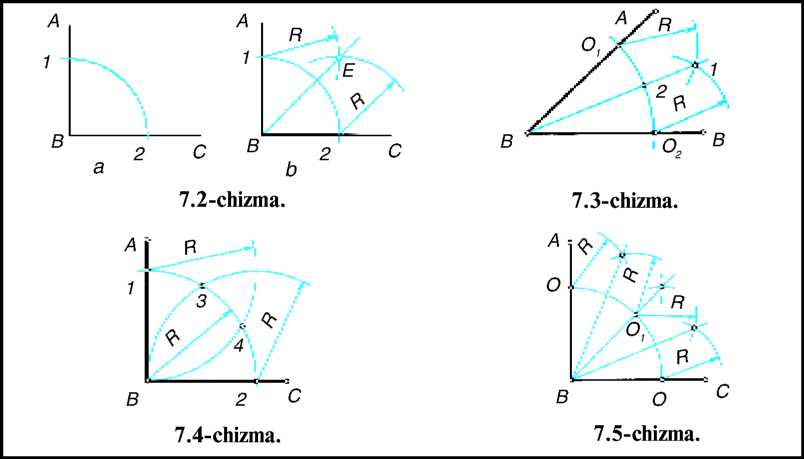 A
1
B
2
C
a
A
R
1
E
R
B
2
C
b
7.2-chizma.
A
O1
R
1
2
R
B
O2
B
7.3-chizma.
A
R
1
3
R
4
R
B
2
C
7.4-chizma.
A
R
O
R
O1
R
R
B
O
C
7.5-chizma.